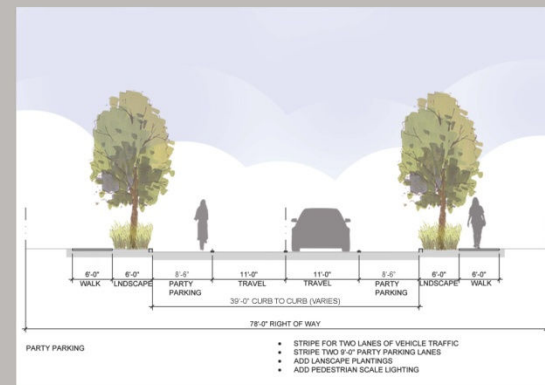 6'-0" 6'-0" 8'-6" 11'-0" 11'-0" 8'-6" 6'-0" 6'-0"
WALK LNDSCAPE PARTY PARKING TRAVEL TRAVEL PARTY PARKING LNDSCAPE WALK
39'-0" CURB TO CURB (VARIES)
78'-0" RIGHT OF WAY
PARTY PARKING
• STRIPE FOR TWO LANES OF VEHICLE TRAFFIC
• STRIPE TWO 9'-0" PARTY PARKING LANES
• ADD LANSCAPE PLANTINGS
• ADD PEDESTRIAN SCALE LIGHTING